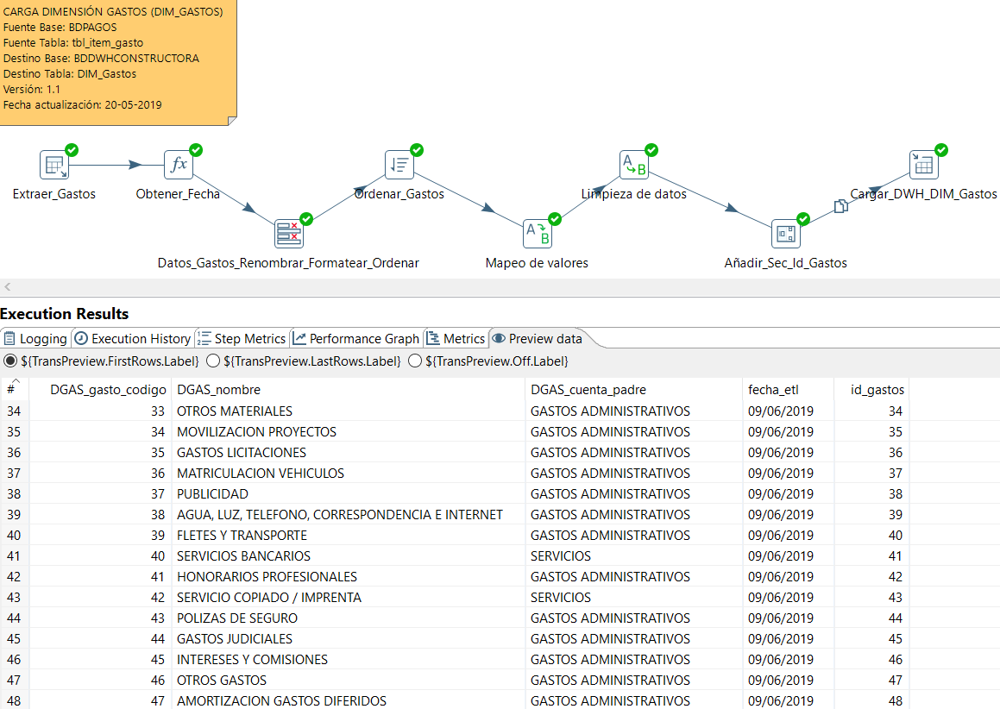 CARGA DIMENSIÓN GASTOS (DIM_GASTOS)
Fuente Base: BDPAGOS
Fuente Tabla: tbl_item_gasto
Destino Base: BDDWHCONSTRUCTORA
Destino Tabla: DIM_Gastos
Versión: 1.1
Fecha actualización: 20-05-2019
Extraer_Gastos
Obtener_Fecha
Ordenar_Gastos
Limpieza de datos
Cargar_DWH_DIM_Gastos
Datos_Gastos_Renombrar_Formatear_Ordenar
Mapeo de valores
Añadir_Sec_Id_Gastos
Execution Results
Logging Execution History Step Metrics Performance Graph Metrics Preview data
${TransPreview.FirstRows.Label} ${TransPreview.LastRows.Label} ${TransPreview.Off.Label}
# DGAS_gasto_codigo DGAS_nombre DGAS_cuenta_padre fecha_etl id_gastos
34 33 OTROS MATERIALES GASTOS ADMINISTRATIVOS 09/06/2019 34
35 34 MOVILIZACION PROYECTOS GASTOS ADMINISTRATIVOS 09/06/2019 35
36 35 GASTOS LICITACIONES GASTOS ADMINISTRATIVOS 09/06/2019 36
37 36 MATRICULACION VEHICULOS GASTOS ADMINISTRATIVOS 09/06/2019 37
38 37 PUBLICIDAD GASTOS ADMINISTRATIVOS 09/06/2019 38
39 38 AGUA, LUZ, TELEFONO, CORRESPONDENCIA E INTERNET GASTOS ADMINISTRATIVOS 09/06/2019 39
40 39 FLETES Y TRANSPORTE GASTOS ADMINISTRATIVOS 09/06/2019 40
41 40 SERVICIOS BANCARIOS SERVICIOS 09/06/2019 41
42 41 HONORARIOS PROFESIONALES GASTOS ADMINISTRATIVOS 09/06/2019 42
43 42 SERVICIO COPIADO / IMPRENTA SERVICIOS 09/06/2019 43
44 43 POLIZAS DE SEGURO GASTOS ADMINISTRATIVOS 09/06/2019 44
45 44 GASTOS JUDICIALES GASTOS ADMINISTRATIVOS 09/06/2019 45
46 45 INTERESES Y COMISIONES GASTOS ADMINISTRATIVOS 09/06/2019 46
47 46 OTROS GASTOS GASTOS ADMINISTRATIVOS 09/06/2019 47
48 47 AMORTIZACION GASTOS DIFERIDOS GASTOS ADMINISTRATIVOS 09/06/2019 48